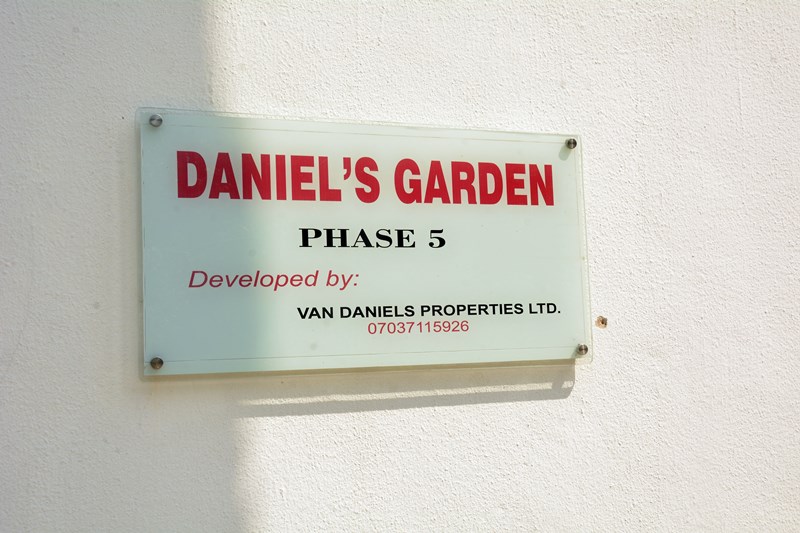 DANIEL'S GARDEN
PHASE 5
Developed by:
VAN DANIELS PROPERTIES LTD.
07037115926